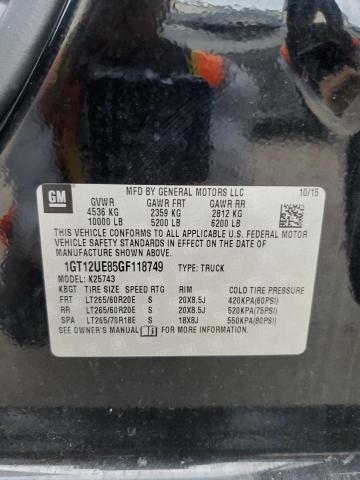 MFD BY GENERAL MOTORS LLC 10/15
GM GVWR GAWR FRT GAWR RR
4536 KG 2359 KG 2812 KG
10000 LB 5200 LB 6200 LB
THIS VEHICLE CONFORMS TO ALL APPLICABLE U.S. FEDERAL MOTOR
VEHICLE SAFETY STANDARDS IN EFFECT ON THE DATE OF
MANUFACTURE SHOWN ABOVE.
1GT12UE85GF118749 TYPE: TRUCK
MODEL: K25743
KBGT TIRE SIZE SPEED RTG RIM COLD TIRE PRESSURE
FRT LT265/60R20E S 20X8.5J 420KPA(60PSI)
RR LT265/60R20E S 20X8.5J 520KPA(75PSI)
SPA LT265/70R18E S 18X8J 550KPA(80PSI)
SEE OWNER'S MANUAL FOR MORE INFORMATION.